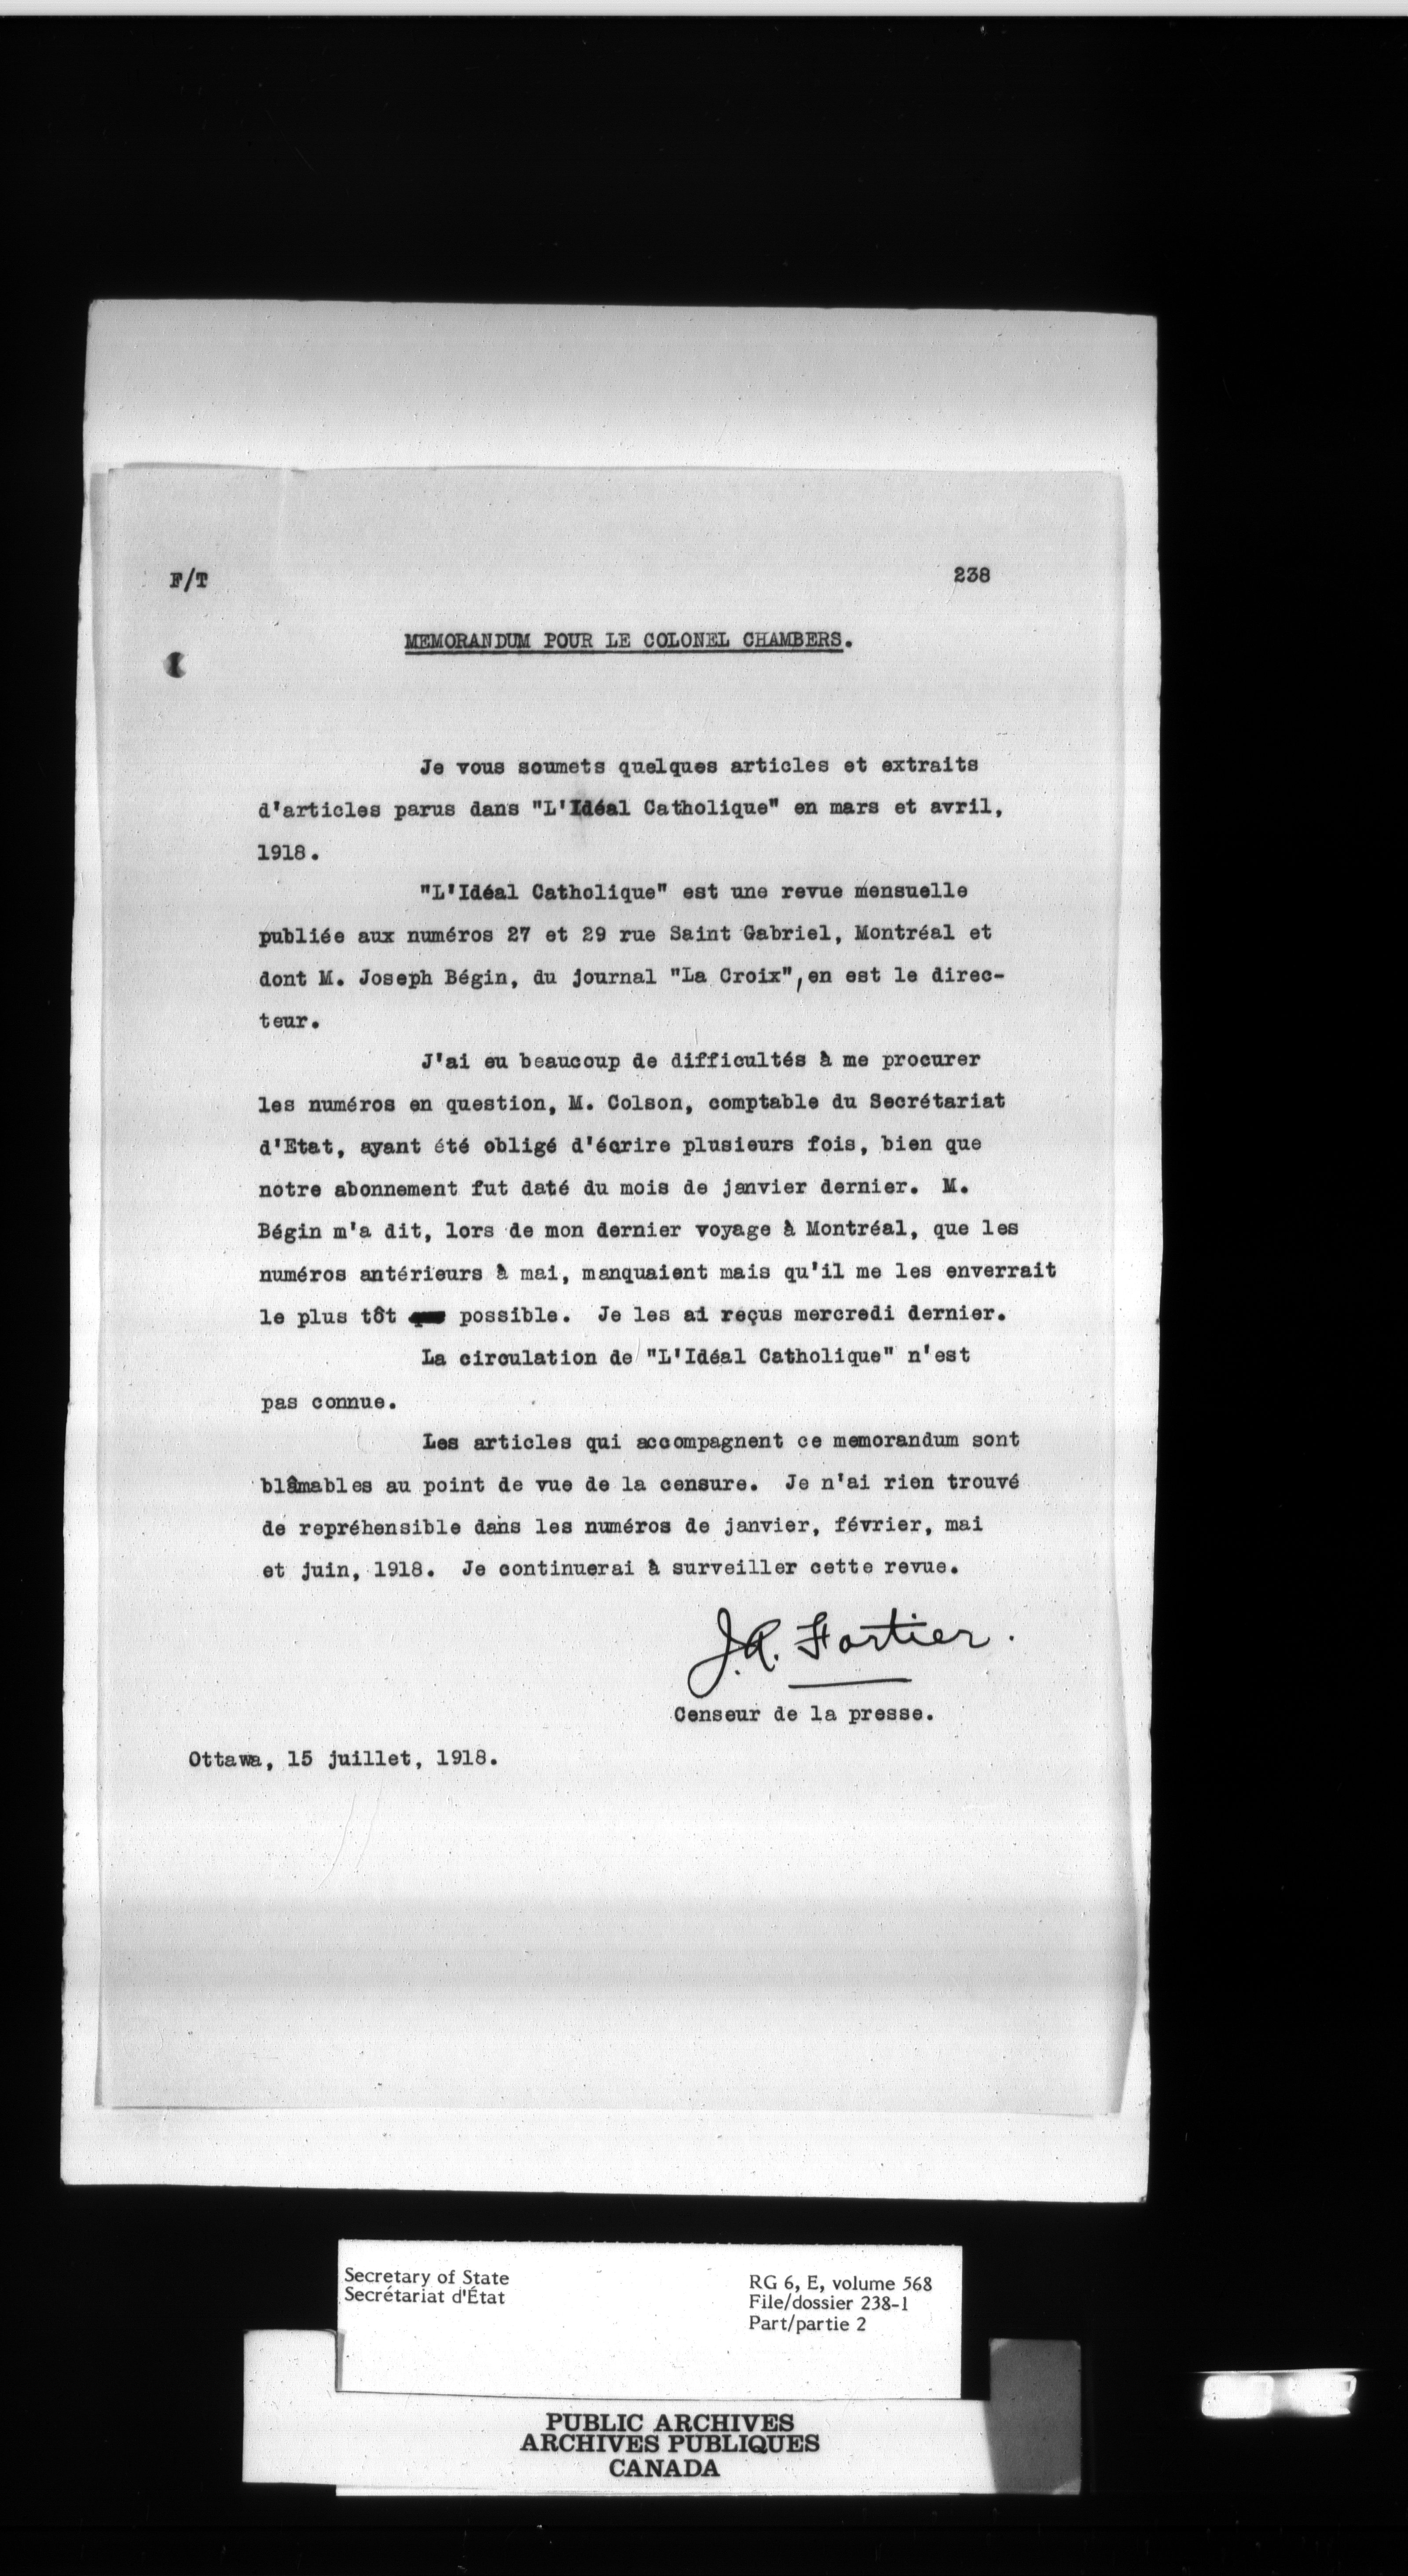 F/T 238
MEMORANDUM POUR LE COLONEL CHAMBERS.
Je vous soumets quelques articles et extraits
d'articles parus dans "L'Idéal Catholique" en mars et avril,
1918.
"L'Idéal Catholique" est une revue mensuelle
publiée aux numéros 27 et 29 rue Saint Gabriel, Montréal et
dont M. Joseph Bégin, du journal "La Croix", en est le direc-
teur.
J'ai eu beaucoup de difficultés à me procurer
les numéros en question, M. Colson, comptable du Secrétariat
d'Etat, ayant été obligé d'écrire plusieurs fois, bien que
notre abonnement fut daté du mois de janvier dernier. M.
Bégin m'a dit, lors de mon dernier voyage à Montréal, que les
numéros antérieurs à mai, manquaient mais qu'il me les enverrait
le plus tôt possible. Je les ai reçus mercredi dernier.
La circulation de "L'Idéal Catholique" n'est
pas connue.
Les articles qui accompagnent ce memorandum sont
blâmables au point de vue de la censure. Je n'ai rien trouvé
de repréhensible dans les numéros de janvier, février, mai
et juin, 1918. Je continuerai à surveiller cette revue.
J.A. Fortier.
Censeur de la presse.
Ottawa, 15 juillet, 1918.
Secretary of State RG 6, E, volume 568
Secrétariat d'État File/dossier 238-1
Part/partie 2
PUBLIC ARCHIVES
ARCHIVES PUBLIQUES
CANADA